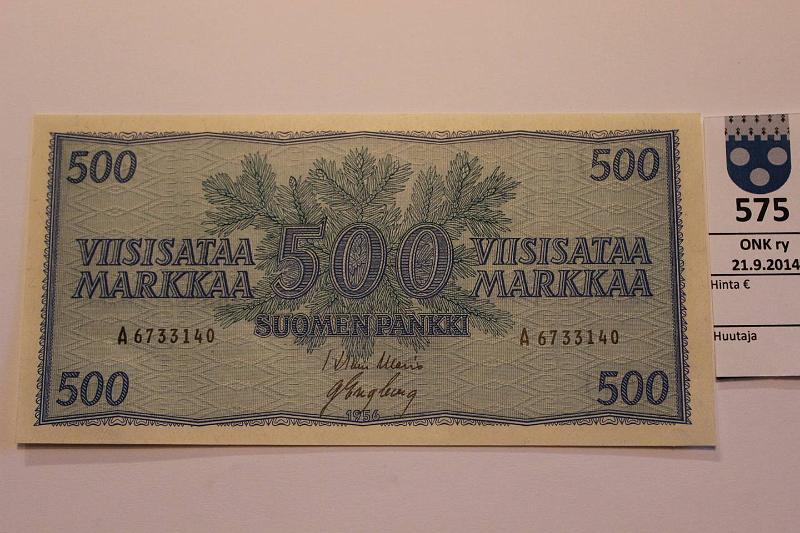 500 500
VIISISATAA 500 VIISISATAA
MARKKAA MARKKAA
SUOMEN PANKKI
A 6733140 A 6733140
500 1956 500
575
ONK ry
21.9.2014
Hinta €
Huutaja